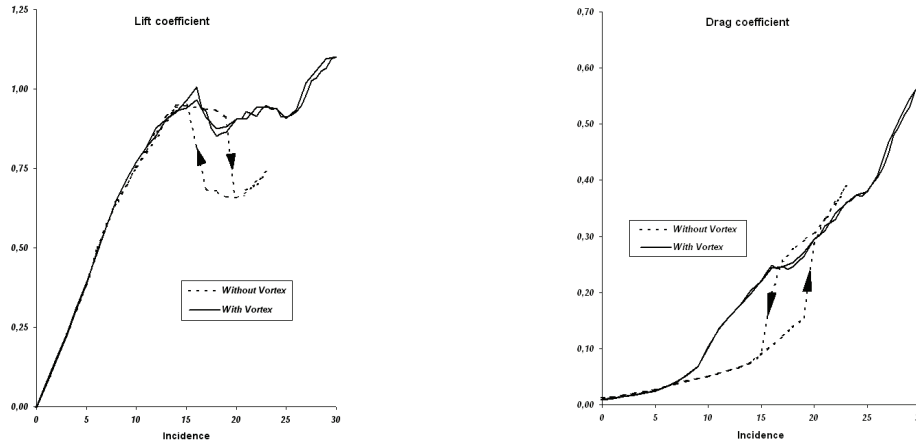 Lift coefficient
1,25
1,00
0,75
0,50
0,25
0,00
0 5 10 15 20 25 30
Incidence
Without Vortex
With Vortex
Drag coefficient
0,70
0,60
0,50
0,40
0,30
0,20
0,10
0,00
0 5 10 15 20 25
Incidence
Without Vortex
With Vortex